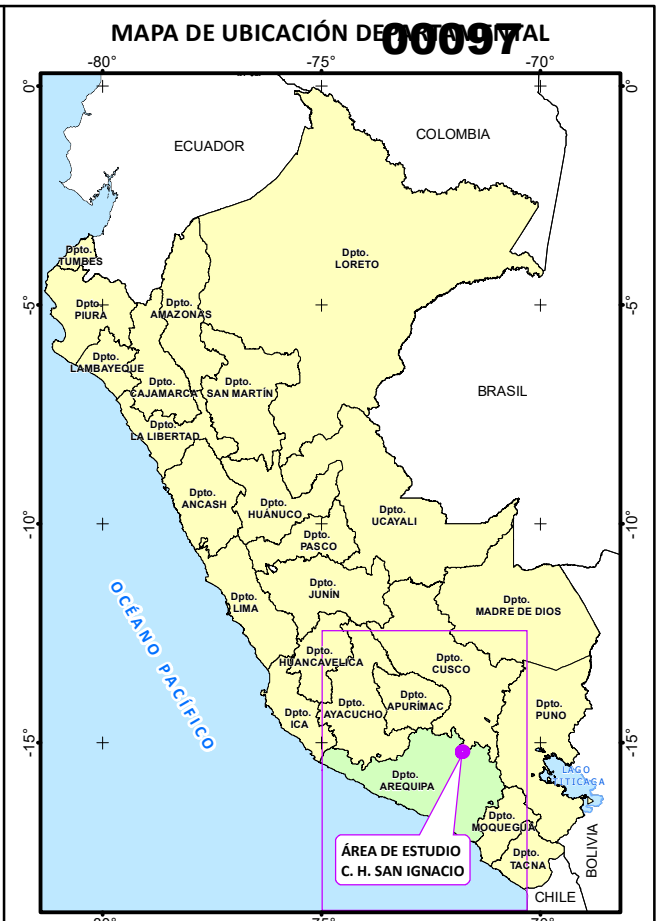 MAPA DE UBICACIÓN DEPARTAMENTAL
00097
-80°
-75°
-70°
0°
0°
ECUADOR
COLOMBIA
Dpto.
TUMBES
Dpto.
LORETO
-5°
-5°
Dpto.
PIURA
Dpto.
AMAZONAS
Dpto.
LAMBAYEQUE
Dpto.
CAJAMARCA
Dpto.
SAN MARTÍN
BRASIL
Dpto.
LA LIBERTAD
Dpto.
ANCASH
Dpto.
HUÁNUCO
Dpto.
UCAYALI
-10°
-10°
Dpto.
PASCO
Dpto.
LIMA
Dpto.
JUNÍN
Dpto.
MADRE DE DIOS
OCÉANO PACÍFICO
Dpto.
HUANCAVELICA
Dpto.
CUSCO
Dpto.
ICA
Dpto.
AYACUCHO
Dpto.
APURÍMAC
Dpto.
PUNO
-15°
-15°
LAGO
TITICACA
Dpto.
AREQUIPA
Dpto.
MOQUEGUA
ÁREA DE ESTUDIO
C. H. SAN IGNACIO
Dpto.
TACNA
BOLIVIA
CHILE
-80°
-75°
-70°